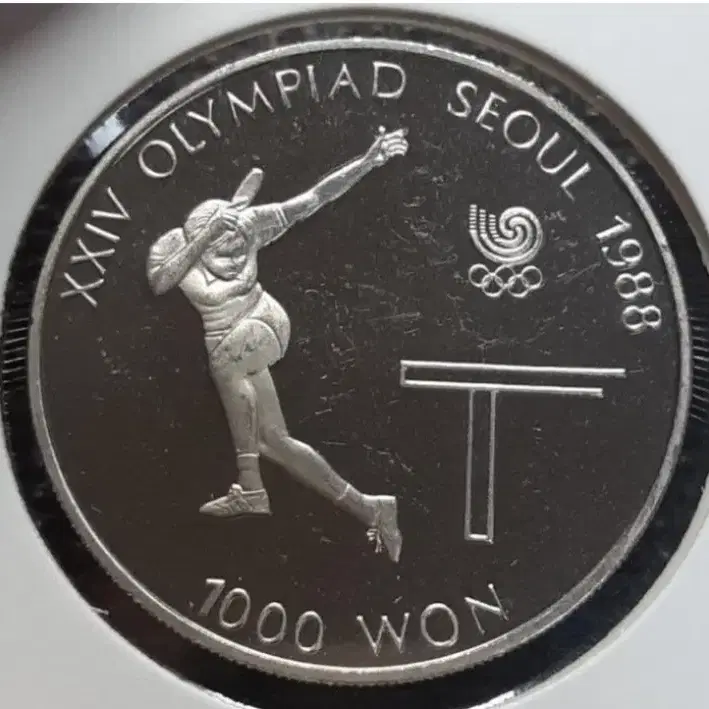 XXIV OLYMPIAD SEOUL 1988
1000 WON